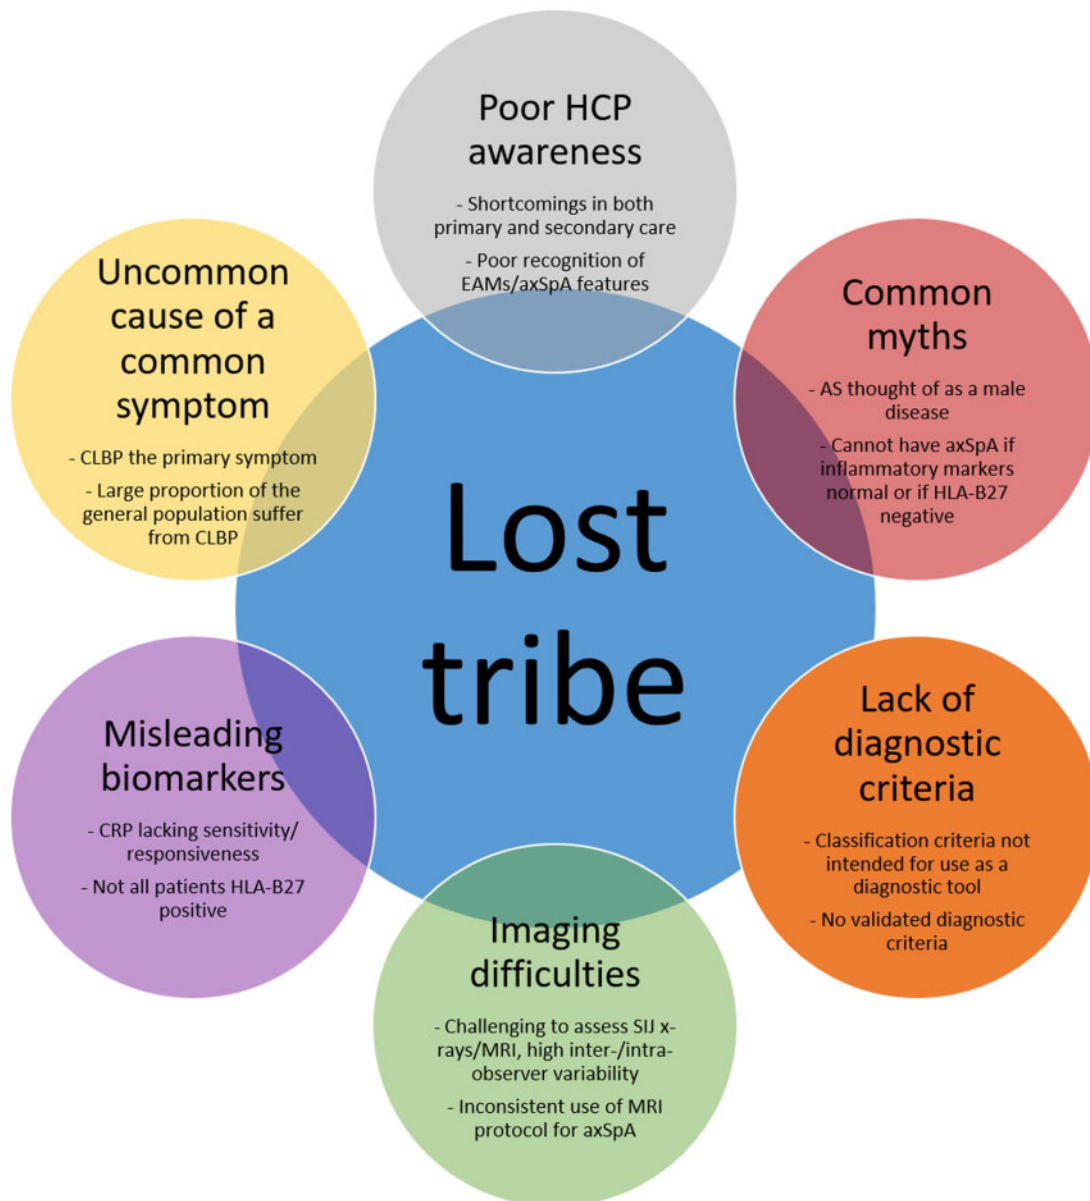 Poor HCP
awareness
- Shortcomings in both
primary and secondary care
- Poor recognition of
EAMs/axSpA features
Common
myths
- AS thought of as a male
disease
- Cannot have axSpA if
inflammatory markers
normal or if HLA-B27
negative
Lack of
diagnostic
criteria
- Classification criteria not
intended for use as a
diagnostic tool
- No validated diagnostic
criteria
Imaging
difficulties
- Challenging to assess SIJ x-
rays/MRI, high inter-/intra-
observer variability
- Inconsistent use of MRI
protocol for axSpA
Misleading
biomarkers
- CRP lacking sensitivity/
responsiveness
- Not all patients HLA-B27
positive
Uncommon
cause of a
common
symptom
- CLBP the primary symptom
- Large proportion of the
general population suffer
from CLBP
Lost
tribe